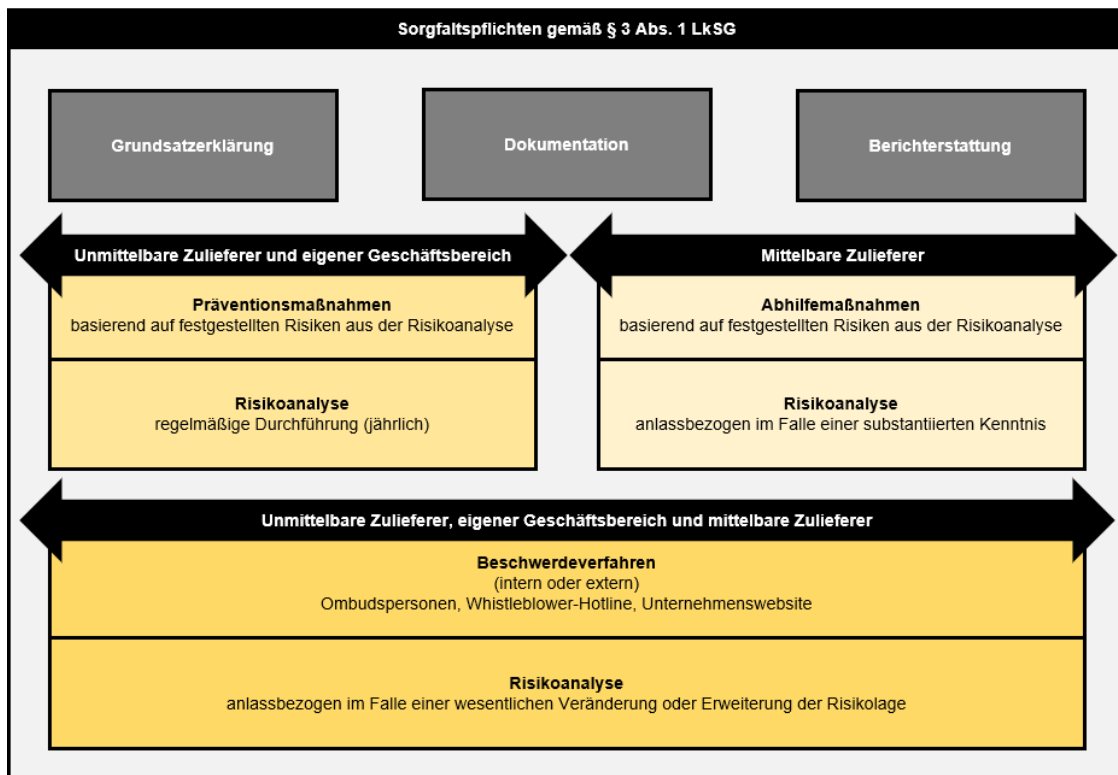 Sorgfaltspflichten gemäß § 3 Abs. 1 LkSG
Grundsatzerklärung
Dokumentation
Berichterstattung
Unmittelbare Zulieferer und eigener Geschäftsbereich
Präventionsmaßnahmen
basierend auf festgestellten Risiken aus der Risikoanalyse
Risikoanalyse
regelmäßige Durchführung (jährlich)
Mittelbare Zulieferer
Abhilfemaßnahmen
basierend auf festgestellten Risiken aus der Risikoanalyse
Risikoanalyse
anlassbezogen im Falle einer substantiierten Kenntnis
Unmittelbare Zulieferer, eigener Geschäftsbereich und mittelbare Zulieferer
Beschwerdeverfahren
(intern oder extern)
Ombudspersonen, Whistleblower-Hotline, Unternehmenswebsite
Risikoanalyse
anlassbezogen im Falle einer wesentlichen Veränderung oder Erweiterung der Risikolage